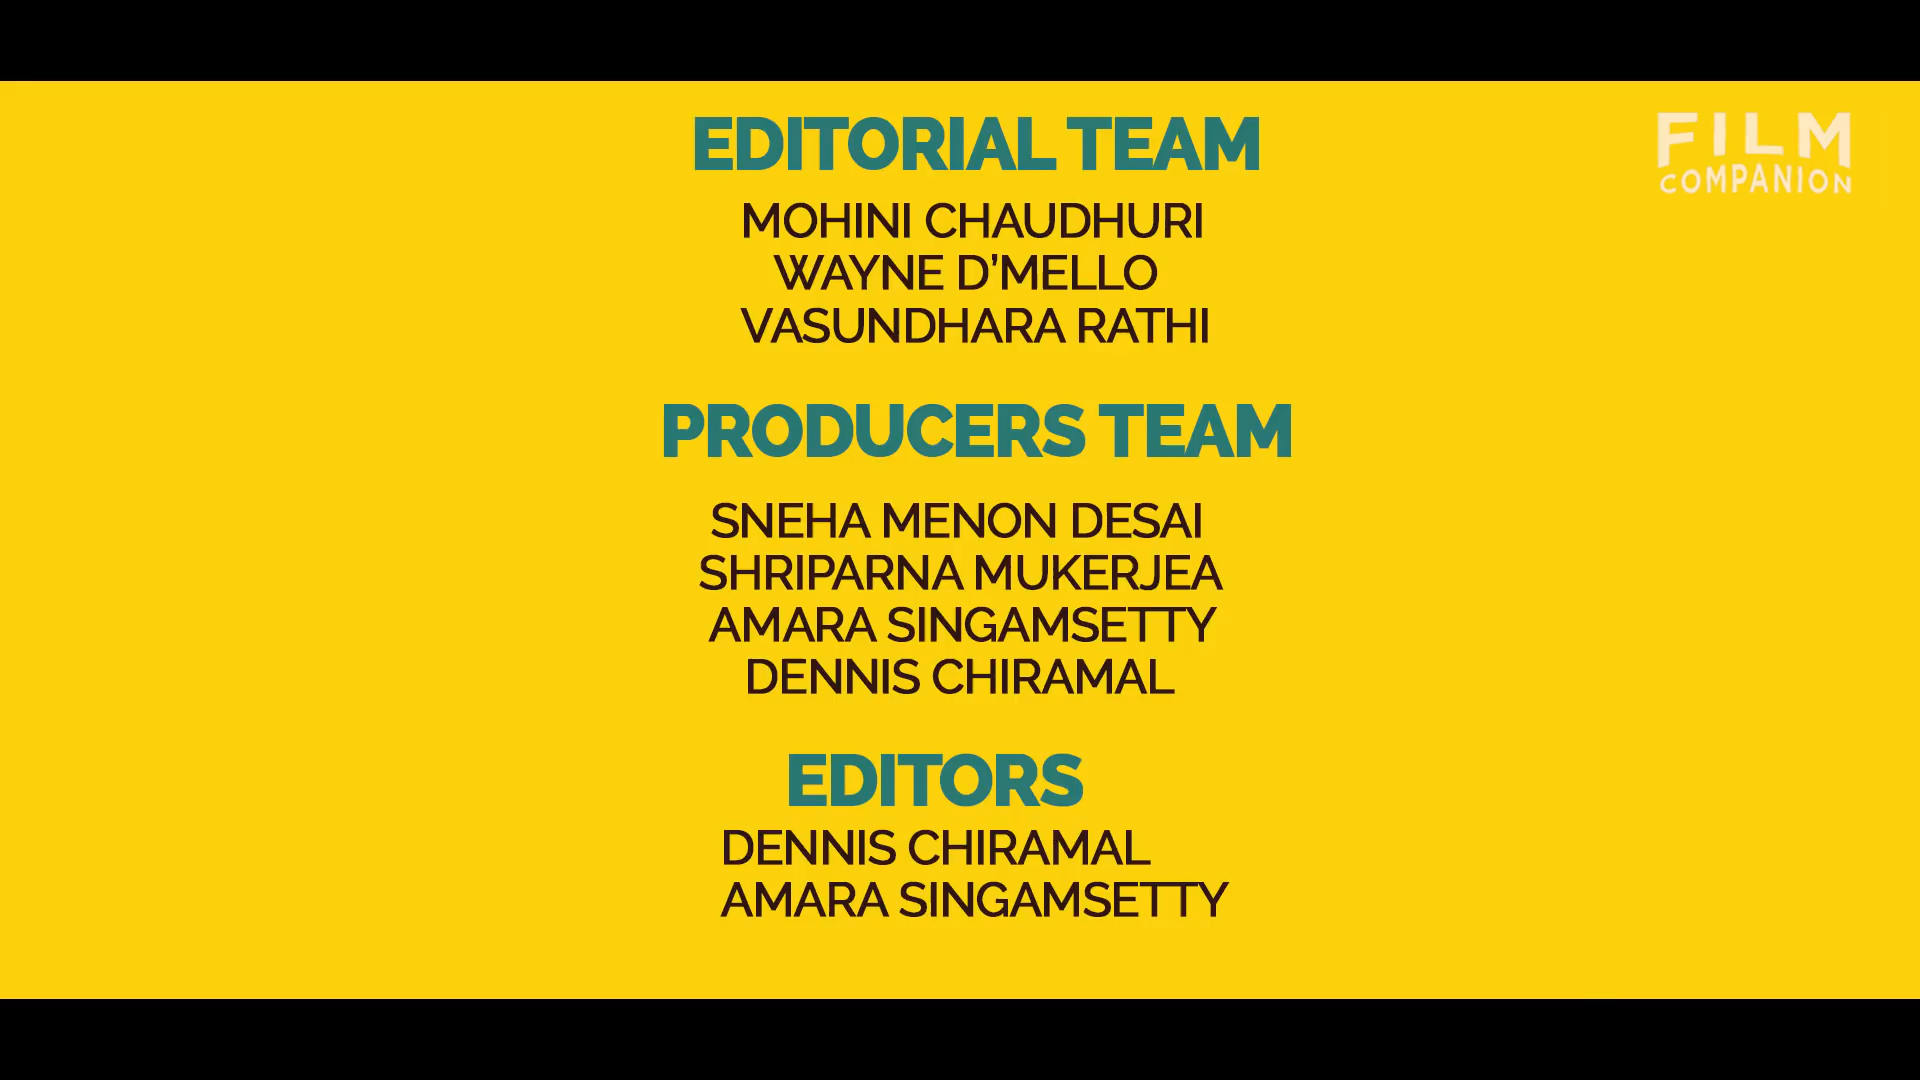 EDITORIAL TEAM
MOHINI CHAUDHURI
WAYNE D’MELLO
VASUNDHARA RATHI
PRODUCERS TEAM
SNEHA MENON DESAI
SHRIPARNA MUKERJEA
AMARA SINGAMSETTY
DENNIS CHIRAMAL
EDITORS
DENNIS CHIRAMAL
AMARA SINGAMSETTY
FILM
COMPANION